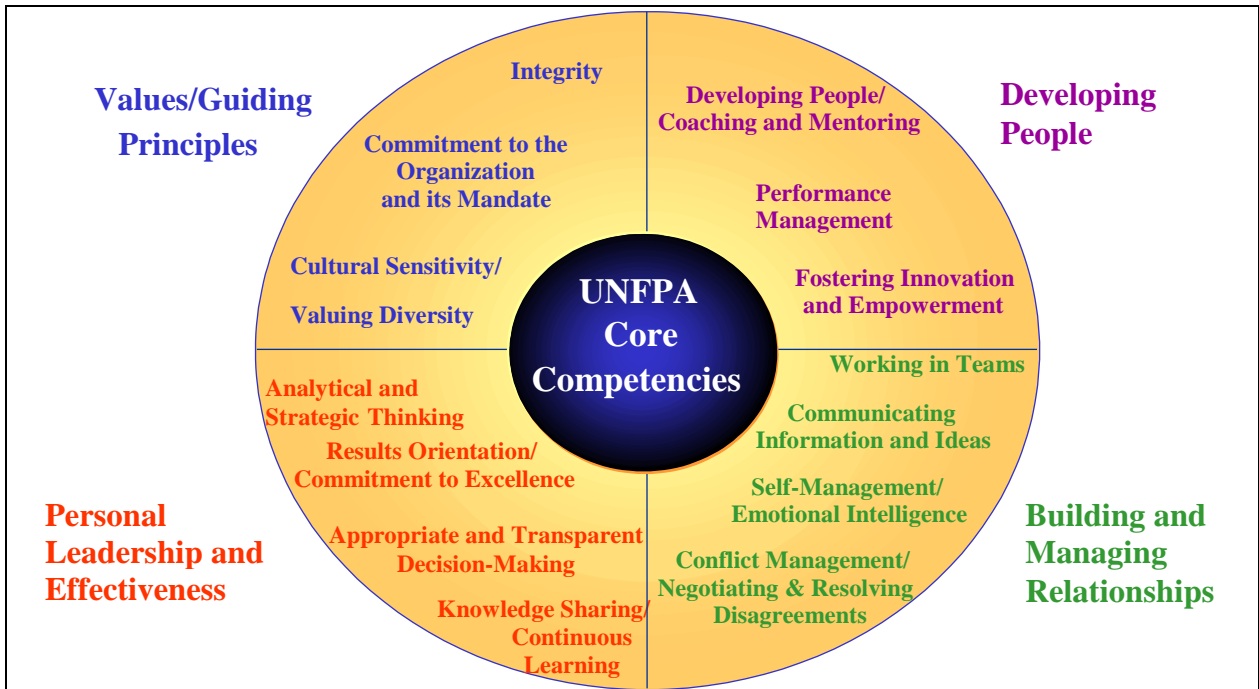 Values/Guiding
Principles
Integrity
Commitment to the
Organization
and its Mandate
Cultural Sensitivity/
Valuing Diversity
Developing People/
Coaching and Mentoring
Performance
Management
Fostering Innovation
and Empowerment
Developing
People
UNFPA
Core
Competencies
Analytical and
Strategic Thinking
Results Orientation/
Commitment to Excellence
Appropriate and Transparent
Decision-Making
Knowledge Sharing/
Continuous
Learning
Personal
Leadership and
Effectiveness
Working in Teams
Communicating
Information and Ideas
Self-Management/
Emotional Intelligence
Conflict Management/
Negotiating & Resolving
Disagreements
Building and
Managing
Relationships